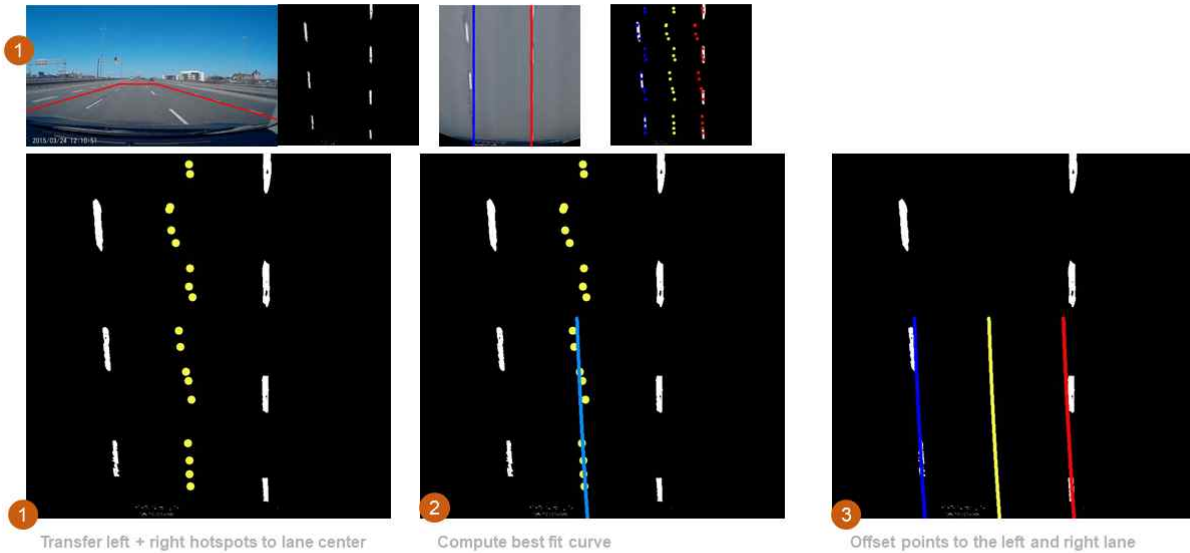 1
2015/03/24 12:10:51
1
2
3
Transfer left + right hotspots to lane center
Compute best fit curve
Offset points to the left and right lane